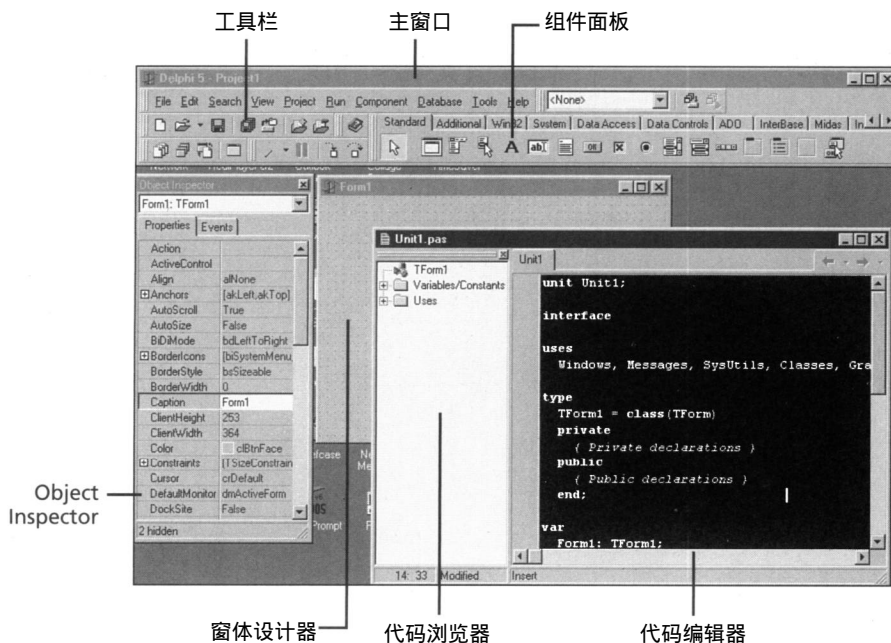 工具栏
主窗口
组件面板
Delphi 5 - Project1
File Edit Search View Project Run Component Database Tools Help <None>
Standard Additional Win32 System Data Access Data Controls ADO InterBase Midas In
Object Inspector
Form1: TForm1
Properties Events
Action
ActiveControl
Align alNone
Anchors [akLeft,akTop]
AutoScroll True
AutoSize False
BiDiMode bdLeftToRight
BorderIcons [biSystemMenu,
BorderStyle bsSizeable
BorderWidth 0
Caption Form1
ClientHeight 253
ClientWidth 364
Color clBtnFace
Constraints (TSizeConstrain
Cursor crDefault
DefaultMonitor dmActiveForm
DockSite False
2 hidden
Form1
Unit1.pas
TForm1
Variables/Constants
Uses
Unit1
unit Unit1;
interface
uses
Windows, Messages, SysUtils, Classes, Gra
type
TForm1 = class(TForm)
private
{ Private declarations }
public
{ Public declarations }
end;
var
Form1: TForm1;
14: 33 Modified Insert
Object
Inspector
窗体设计器
代码浏览器
代码编辑器